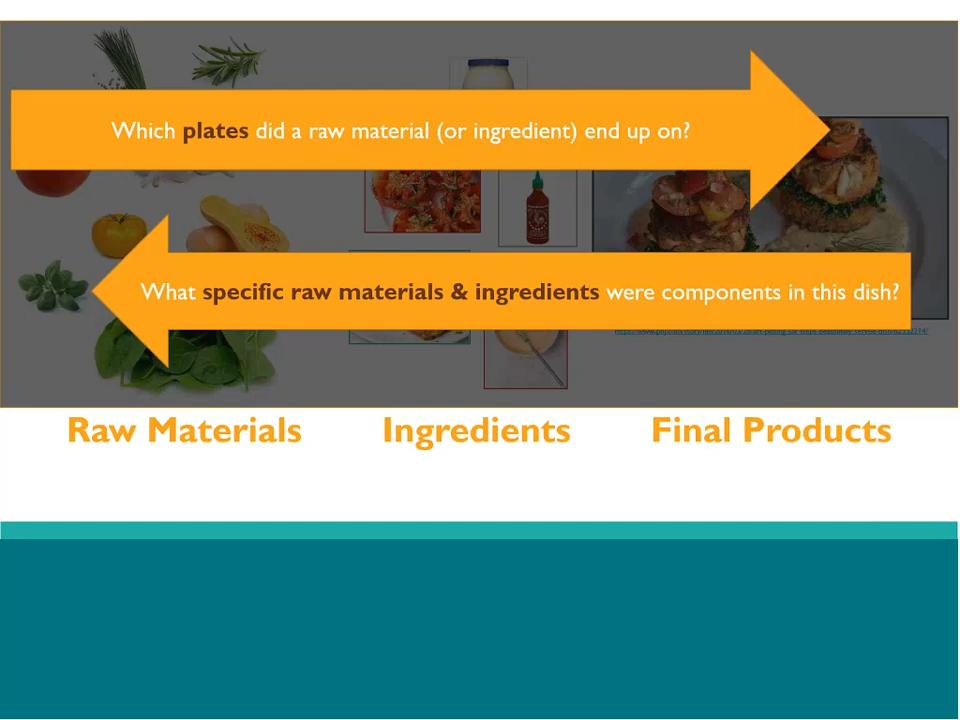 Which plates did a raw material (or ingredient) end up on?
What specific raw materials & ingredients were components in this dish?
Raw Materials
Ingredients
Final Products